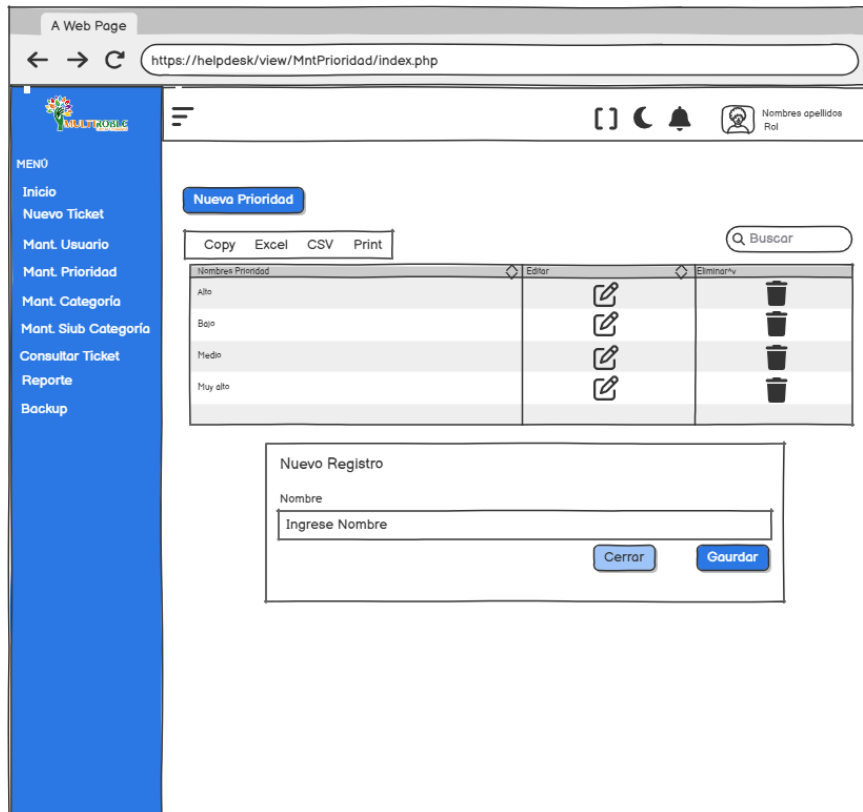 A Web Page
https://helpdesk/view/MntPrioridad/index.php
MULTIROBLE
Nombres apellidos
Rol
MENÚ
Inicio
Nuevo Ticket
Mant. Usuario
Mant. Prioridad
Mant. Categoría
Mant. Siub Categoría
Consultar Ticket
Reporte
Backup
Nueva Prioridad
Copy Excel CSV Print
Buscar
Nombres Prioridad Editar Eliminar^v
Alto
Bajo
Medio
Muy alto
Nuevo Registro
Nombre
Ingrese Nombre
Cerrar Gaurdar